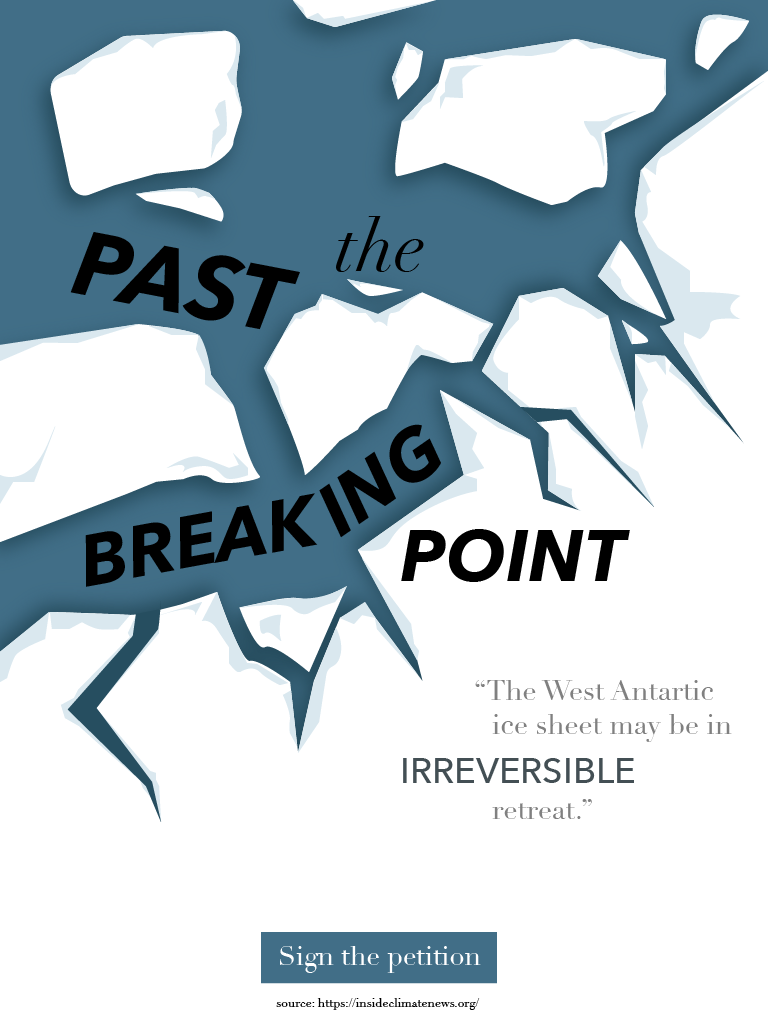 PAST the
BREAKING
POINT
“The West Antartic
ice sheet may be in
IRREVERSIBLE
retreat.”
Sign the petition
source: https://insideclimatenews.org/